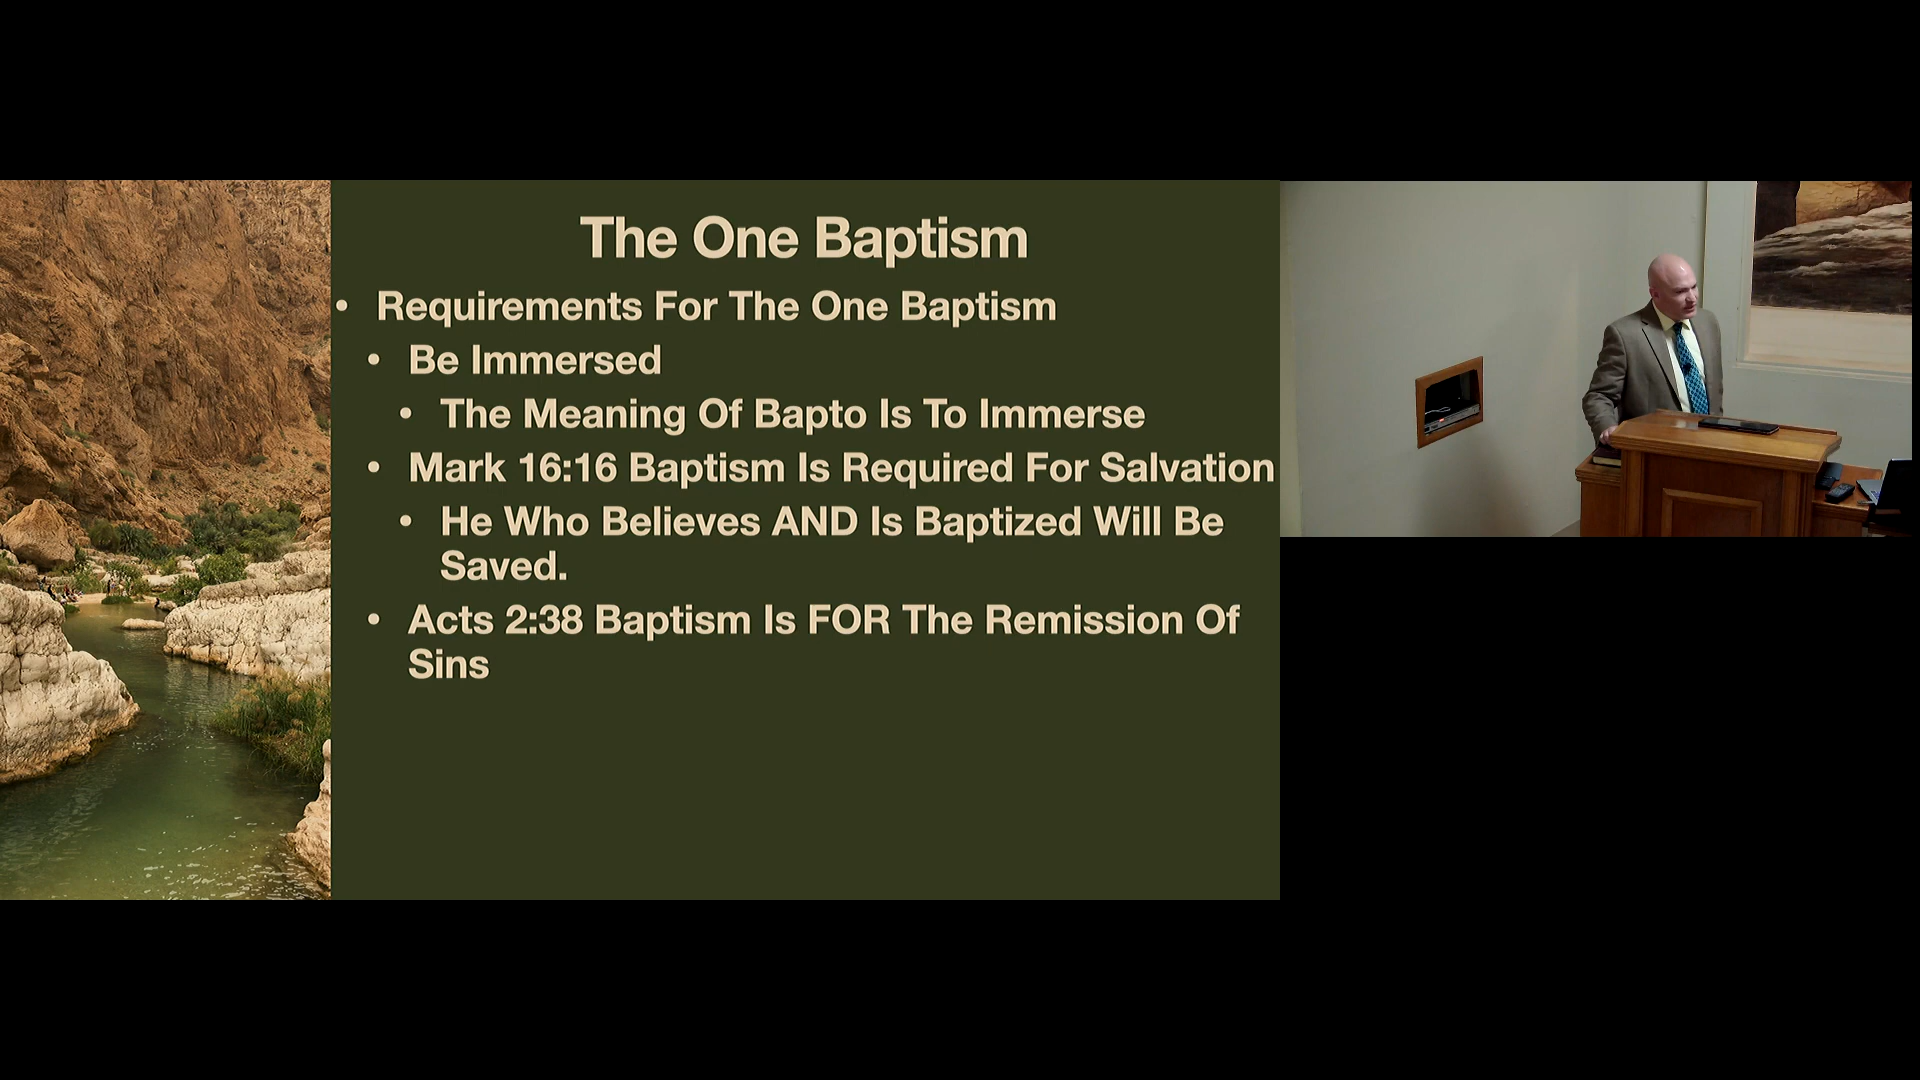 The One Baptism
• Requirements For The One Baptism
• Be Immersed
• The Meaning Of Bapto Is To Immerse
• Mark 16:16 Baptism Is Required For Salvation
• He Who Believes AND Is Baptized Will Be
Saved.
• Acts 2:38 Baptism Is FOR The Remission Of
Sins